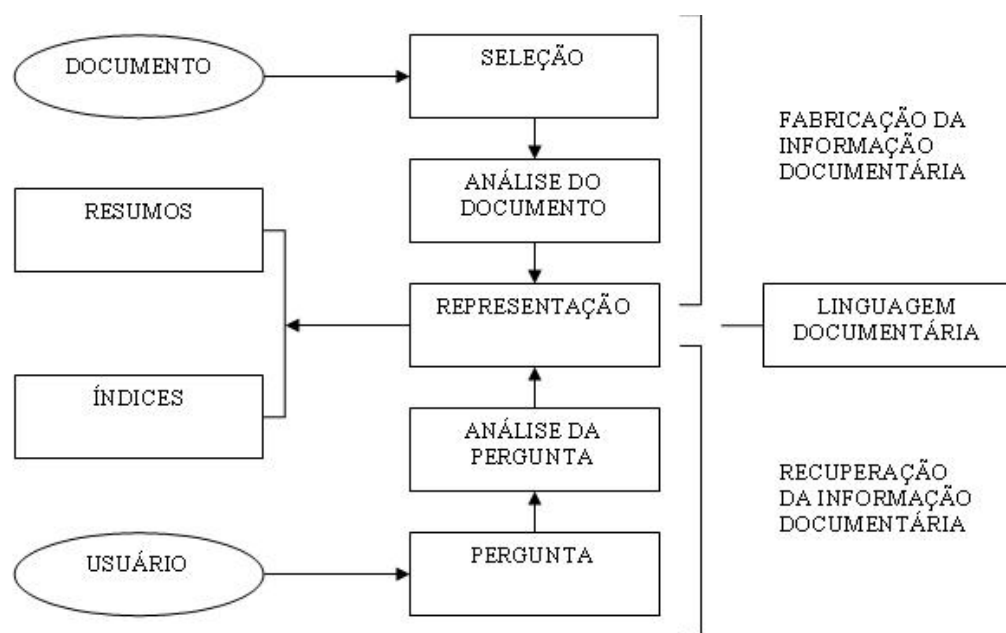 DOCUMENTO
SELEÇÃO
FABRICAÇÃO DA
INFORMAÇÃO
DOCUMENTÁRIA
ANÁLISE DO
DOCUMENTO
RESUMOS
REPRESENTAÇÃO
LINGUAGEM
DOCUMENTÁRIA
ÍNDICES
ANÁLISE DA
PERGUNTA
RECUPERAÇÃO
DA INFORMAÇÃO
DOCUMENTÁRIA
USUÁRIO
PERGUNTA